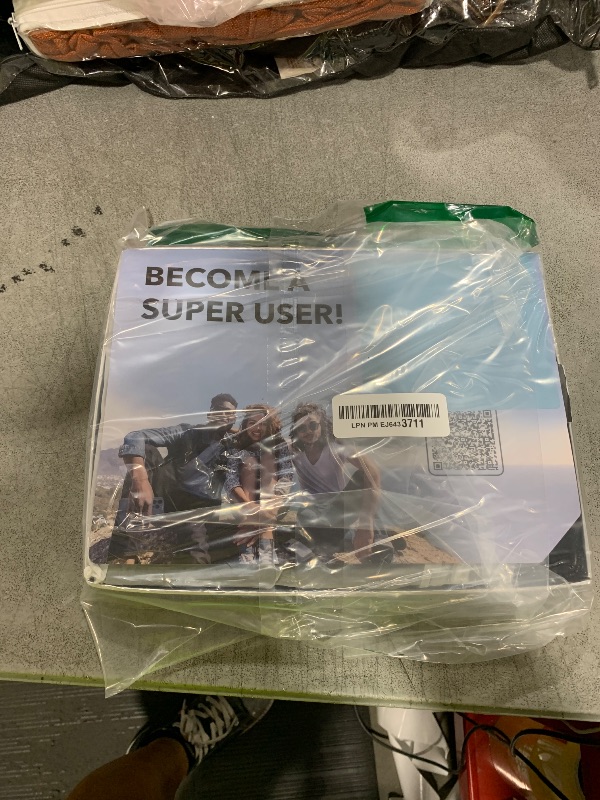 BECOME A
SUPER USER!
LPN PM EJ6433711